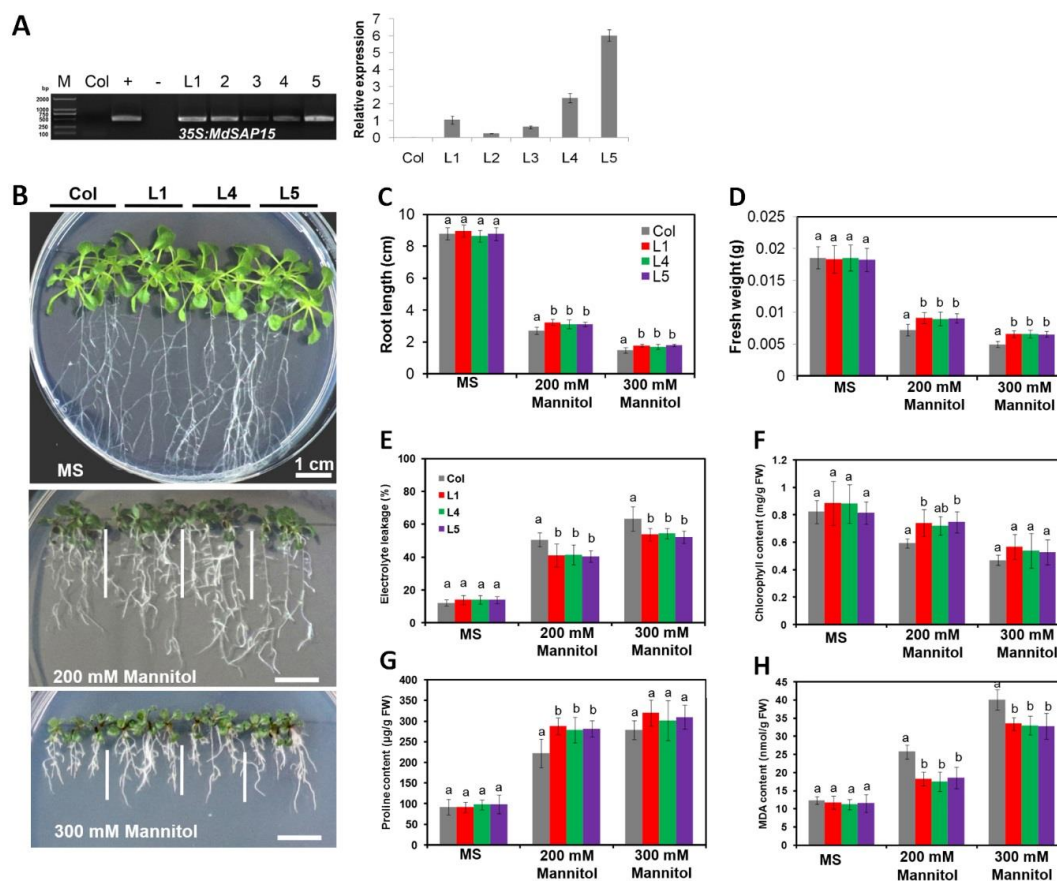 A
M Col + - L1 2 3 4 5
bp
2000
1000
750
500
250
100
35S:MdSAP15
Relative expression
7
6
5
4
3
2
1
0
Col L1 L2 L3 L4 L5
B
Col L1 L4 L5
MS
1 cm
200 mM Mannitol
300 mM Mannitol
C
Root length (cm)
10
8
6
4
2
0
a a a a
a b b b
a b b b
Col
L1
L4
L5
MS 200 mM Mannitol 300 mM Mannitol
D
Fresh weight (g)
0.025
0.02
0.015
0.01
0.005
0
a a a a
a b b b
a b b b
MS 200 mM Mannitol 300 mM Mannitol
E
Electrolyte leakage (%)
100
80
60
40
20
0
Col
L1
L4
L5
a a a a
a b b b
a b b b
MS 200 mM Mannitol 300 mM Mannitol
F
Chlorophyll content (mg/g FW)
1
0.8
0.6
0.4
0.2
0
a a a a
a b ab b
a a a a
MS 200 mM Mannitol 300 mM Mannitol
G
Proline content (µg/g FW)
400
350
300
250
200
150
100
50
0
a a a a
a b b b
a a a a
MS 200 mM Mannitol 300 mM Mannitol
H
MDA content (nmol/g FW)
45
40
35
30
25
20
15
10
5
0
a a a a
a b b b
a b b b
MS 200 mM Mannitol 300 mM Mannitol